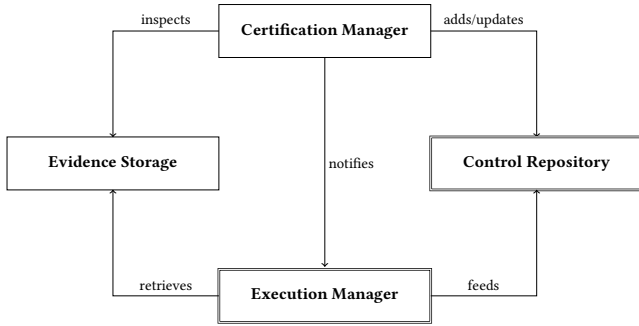 inspects
Certification Manager
adds/updates
Evidence Storage
notifies
Control Repository
retrieves
Execution Manager
feeds